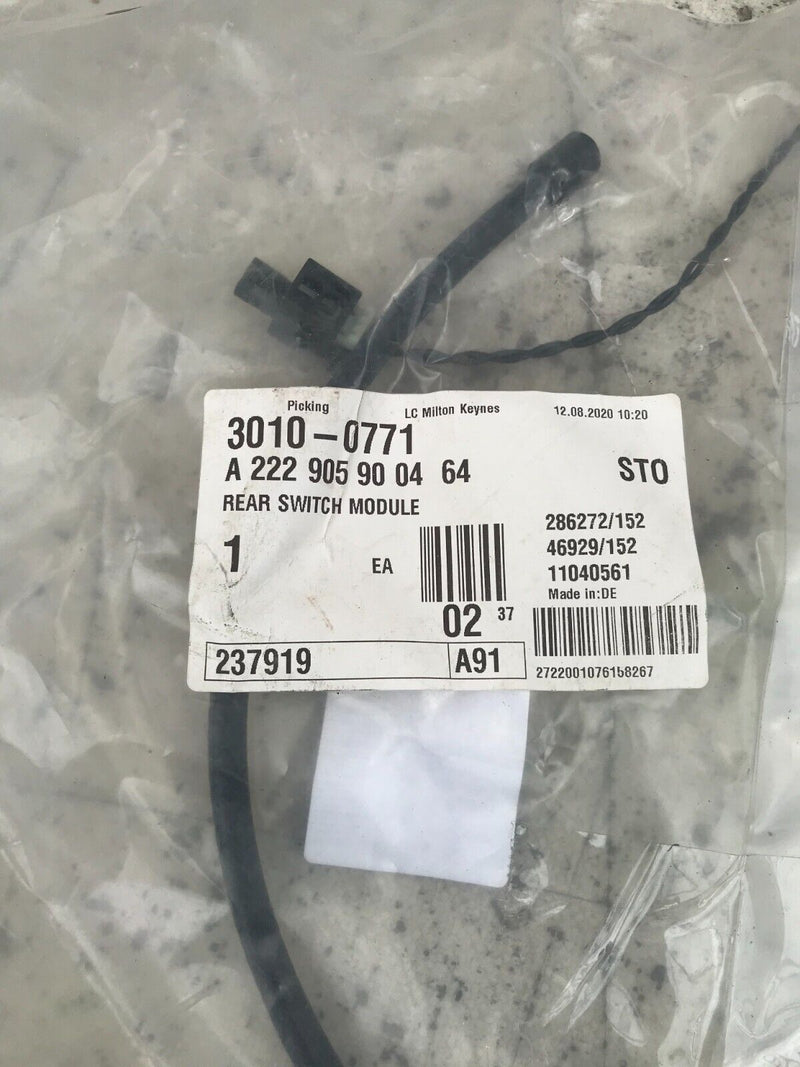 Picking LC Milton Keynes 12.08.2020 10:20
3010-0771
A 222 905 90 04 64 STO
REAR SWITCH MODULE
286272/152
1 EA 46929/152
11040561
Made in:DE
02 37
237919 A91
2722001076158267